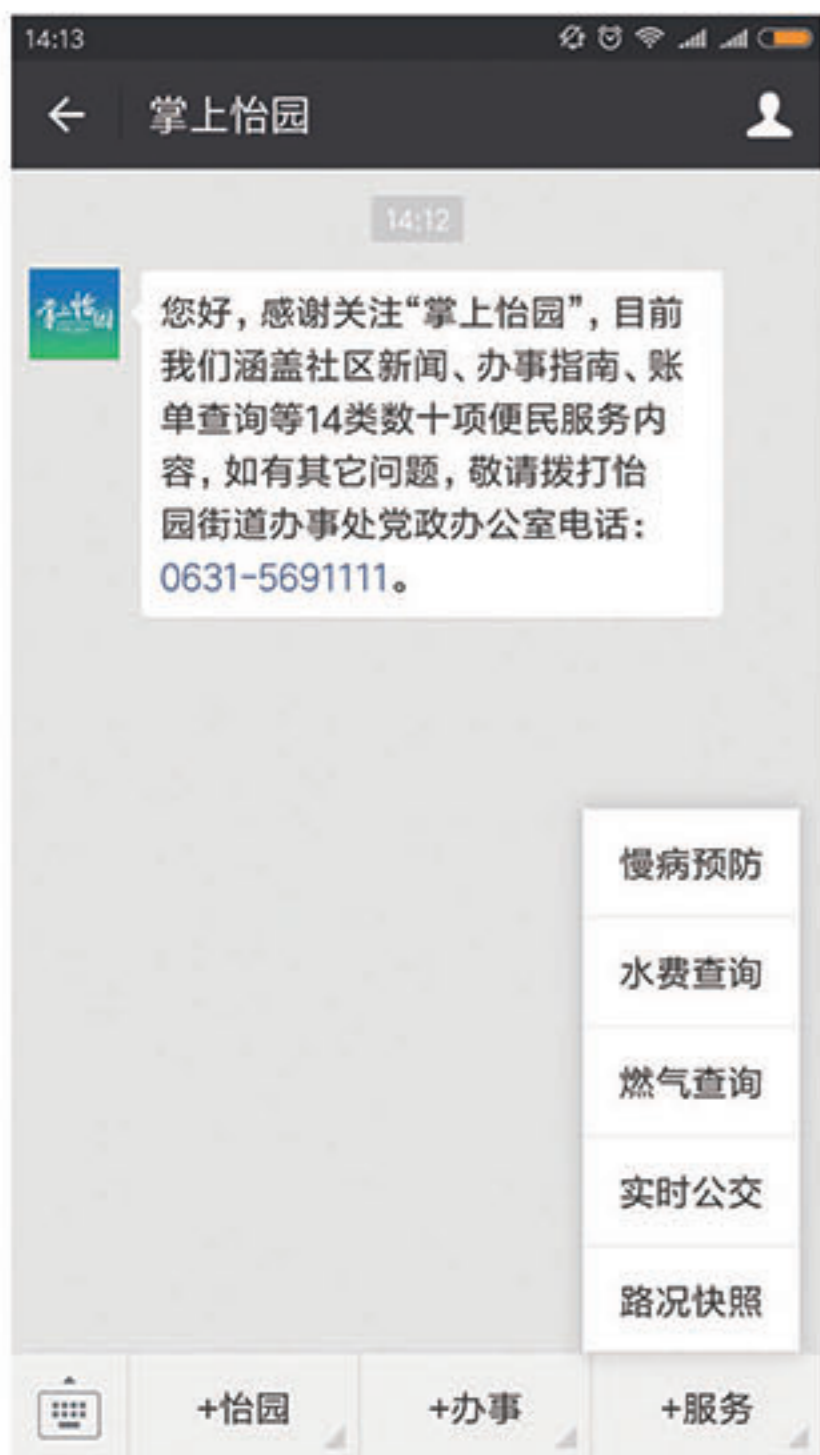 14:13
掌上怡园
14:12
掌上怡园
您好，感谢关注“掌上怡园”，目前
我们涵盖社区新闻、办事指南、账
单查询等14类数十项便民服务内
容，如有其它问题，敬请拨打怡
园街道办事处党政办公室电话：
0631-5691111。
慢病预防
水费查询
燃气查询
实时公交
路况快照
+怡园
+办事
+服务